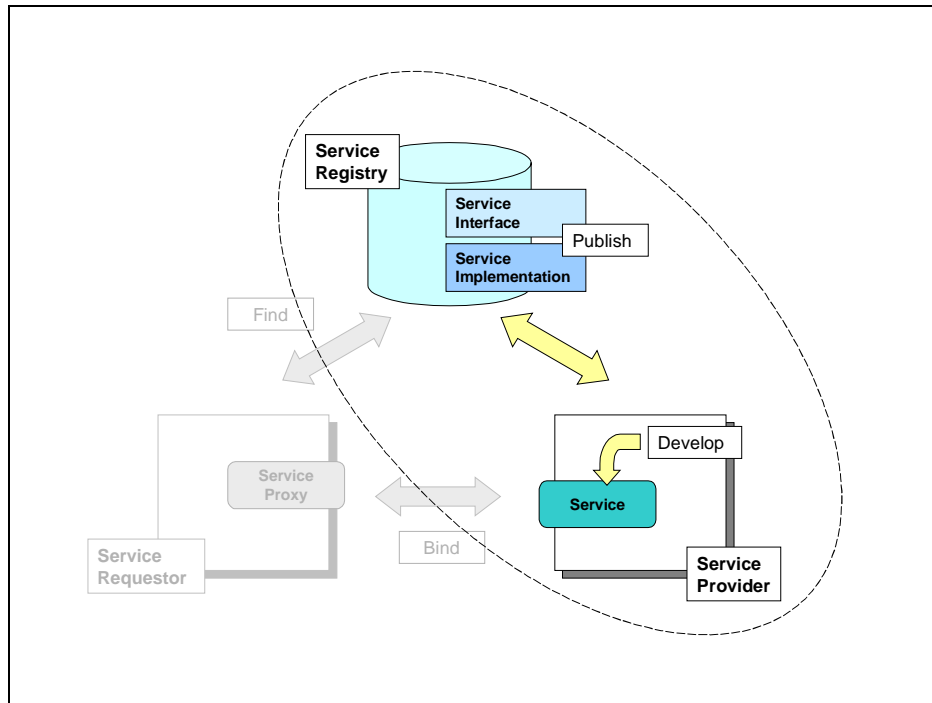 Service
Registry
Service
Interface
Publish
Service
Implementation
Find
Develop
Service
Proxy
Service
Bind
Service
Requestor
Service
Provider